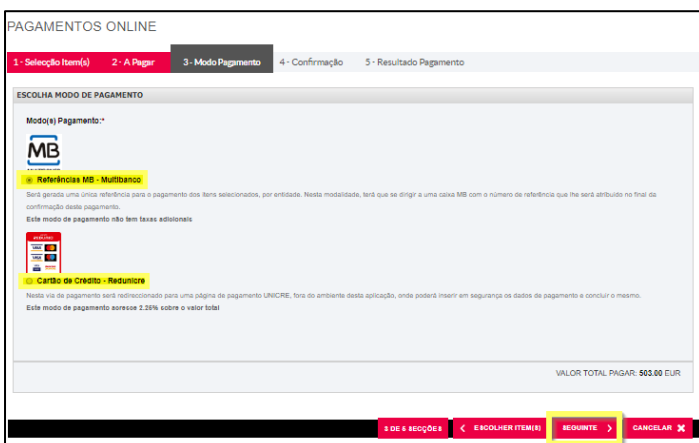 PAGAMENTOS ONLINE
1 - Selecção Item(s) 2 - A Pagar 3 - Modo Pagamento 4 - Confirmação 5 - Resultado Pagamento
ESCOLHA MODO DE PAGAMENTO
Modo(s) Pagamento:*
MB
Referências MB - Multibanco
Será gerada uma única referência para o pagamento dos itens selecionados, por entidade. Nesta modalidade, terá que se dirigir a uma caixa MB com o número de referência que lhe será atribuido no final da
confirmação deste pagamento.
Este modo de pagamento não tem taxas adisionais
VISA
VISA
Cartão de Crédito - Redunicre
Nesta via de pagamento será redireccionado para uma página de pagamento UNICRE, fora do ambiente desta aplicação, onde poderá inserir em segurança os dados de pagamento e concluir o mesmo.
Este modo de pagamento acresce 2.25% sobre o valor total
VALOR TOTAL PAGAR: 503.00 EUR
3 DE 5 SECÇÕES < ESCOLHER ITEM(S) SEGUINTE > CANCELAR ✖